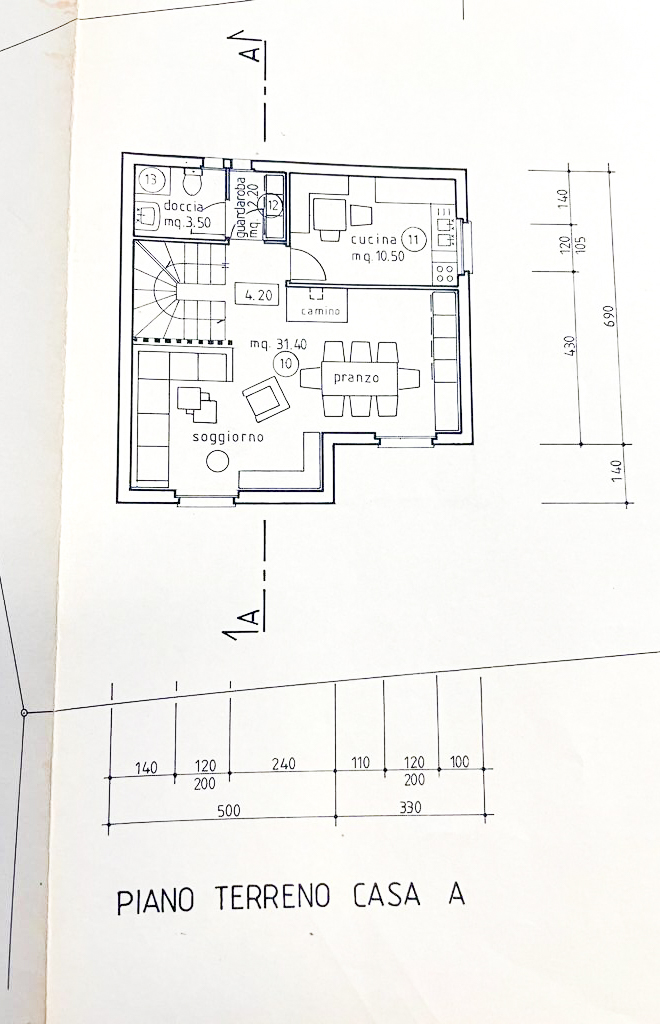 A
13
doccia
mq.3.50
guardaroba
mq. 2.20
12
cucina 11
mq.10.50
4.20
camino
mq. 31.40
10
pranzo
soggiorno
140
120
105
430
690
140
A
140 120 240 110 120 100
200 200
500 330
PIANO TERRENO CASA A